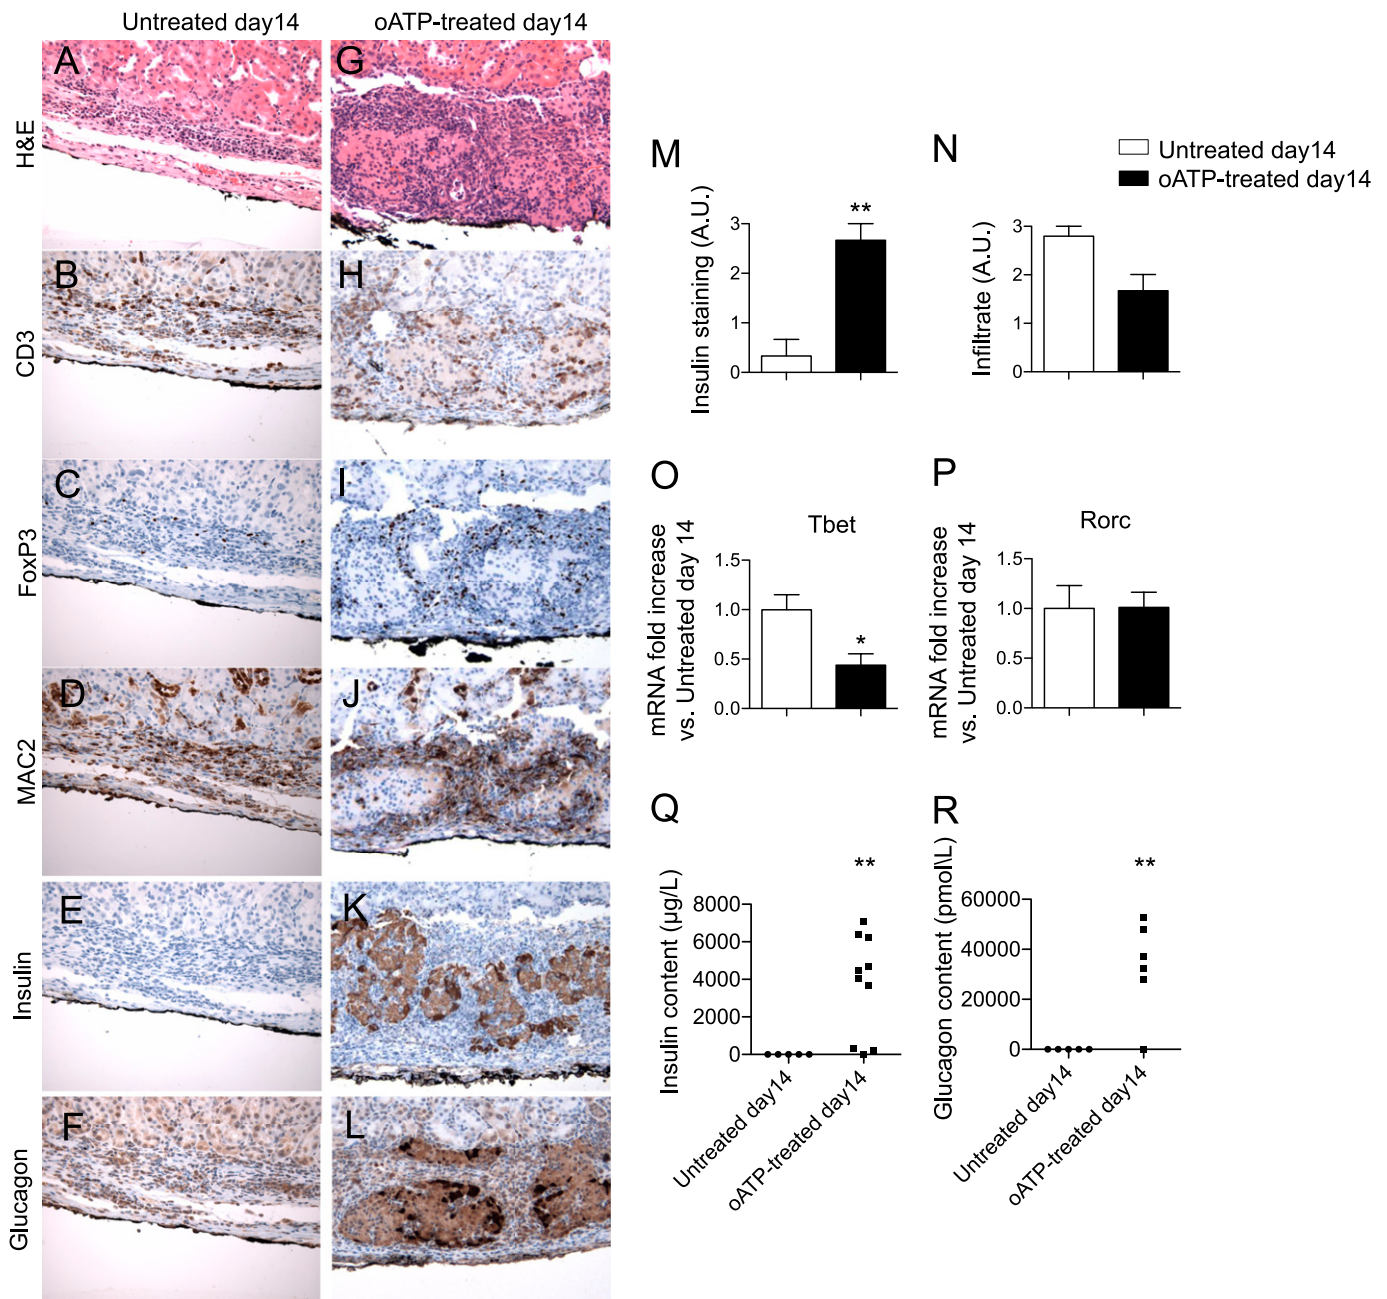 Untreated day14
oATP-treated day14
A
G
H&E
B
H
CD3
C
I
FoxP3
D
J
MAC2
E
K
Insulin
F
L
Glucagon
M
Insulin staining (A.U.)
3
2
1
0
**
N
Untreated day14
oATP-treated day14
Infiltrate (A.U.)
3
2
1
0
O
Tbet
mRNA fold increase
vs. Untreated day 14
1.5
1.0
0.5
0.0
*
P
Rorc
mRNA fold increase
vs. Untreated day 14
1.5
1.0
0.5
0.0
Q
**
Insulin content (µg/L)
8000
6000
4000
2000
0
Untreated day14
oATP-treated day14
R
**
Glucagon content (pmol\L)
60000
40000
20000
0
Untreated day14
oATP-treated day14